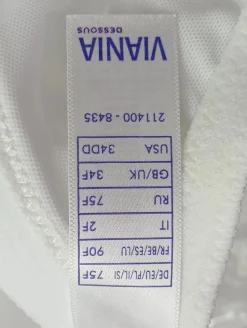 DE/EU/PL/IL/SI 75F
FR/BE/ES/LU 90F
IT 2F
RU 75F
GB/UK 34F
USA 34DD
211400 - 8435
DESSOUS
VIANIA